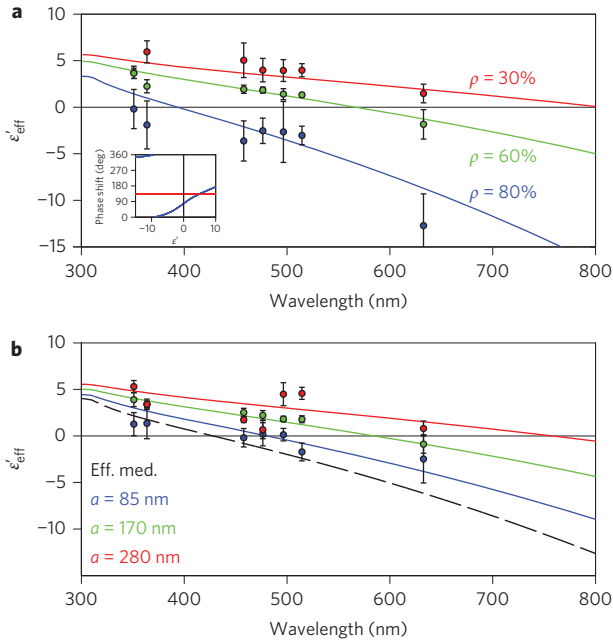 a
10
5
0
−5
−10
−15
ε′eff
ρ = 30%
ρ = 60%
ρ = 80%
360
270
180
90
0
Phase shift (deg)
−10 0 10
ε′
300 400 500 600 700 800
Wavelength (nm)
b
10
5
0
−5
−10
ε′eff
Eff. med.
a = 85 nm
a = 170 nm
a = 280 nm
300 400 500 600 700 800
Wavelength (nm)